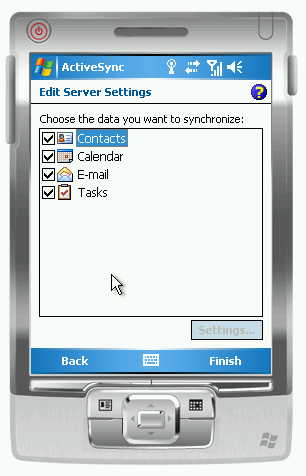 ActiveSync
Edit Server Settings
?
Choose the data you want to synchronize:
Contacts
Calendar
E-mail
Tasks
Settings...
Back Finish